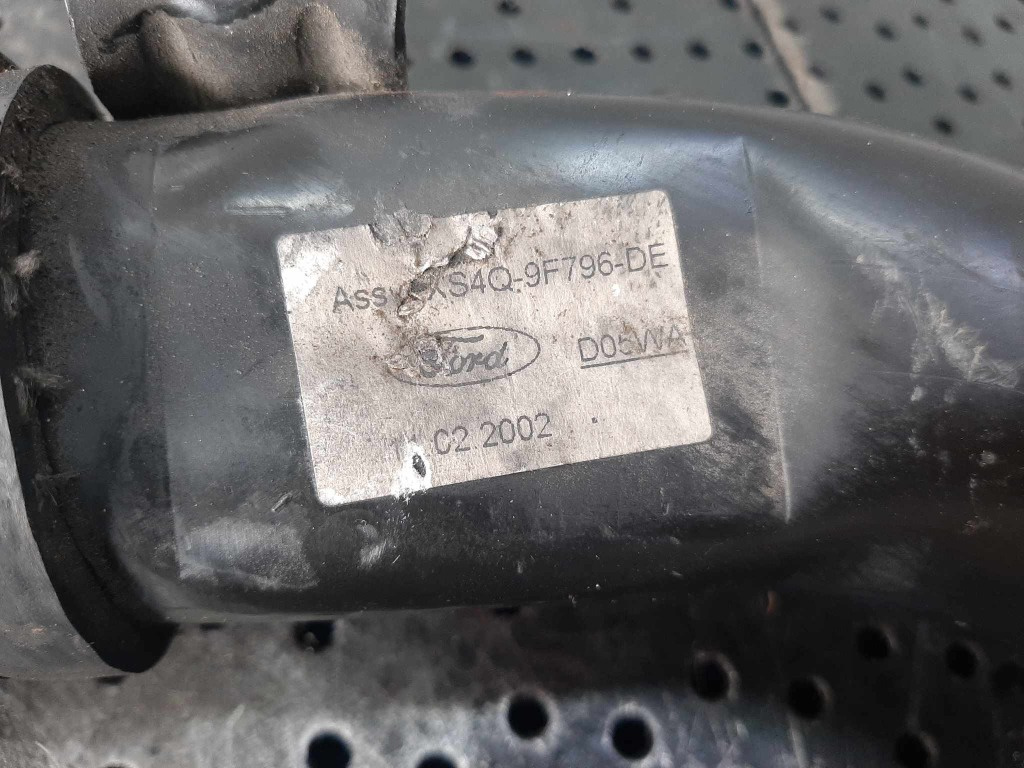 Assy XS4Q-9F796-DE
Ford D05WA
C2 2002